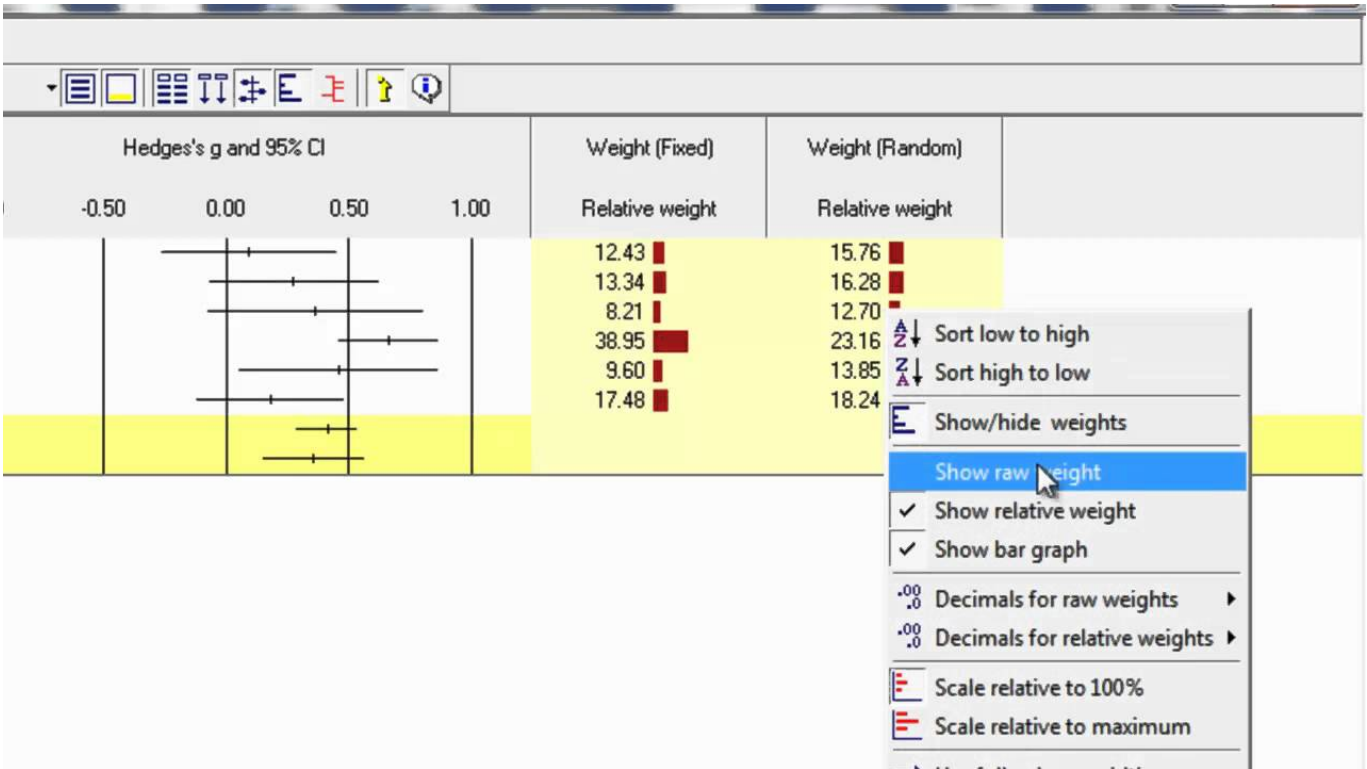 Hedges's g and 95% CI Weight (Fixed) Weight (Random)
-0.50 0.00 0.50 1.00 Relative weight Relative weight
12.43 15.76
13.34 16.28
8.21 12.70
38.95 23.16
9.60 13.85
17.48 18.24
Sort low to high
Sort high to low
Show/hide weights
Show raw weight
Show relative weight
Show bar graph
Decimals for raw weights
Decimals for relative weights
Scale relative to 100%
Scale relative to maximum